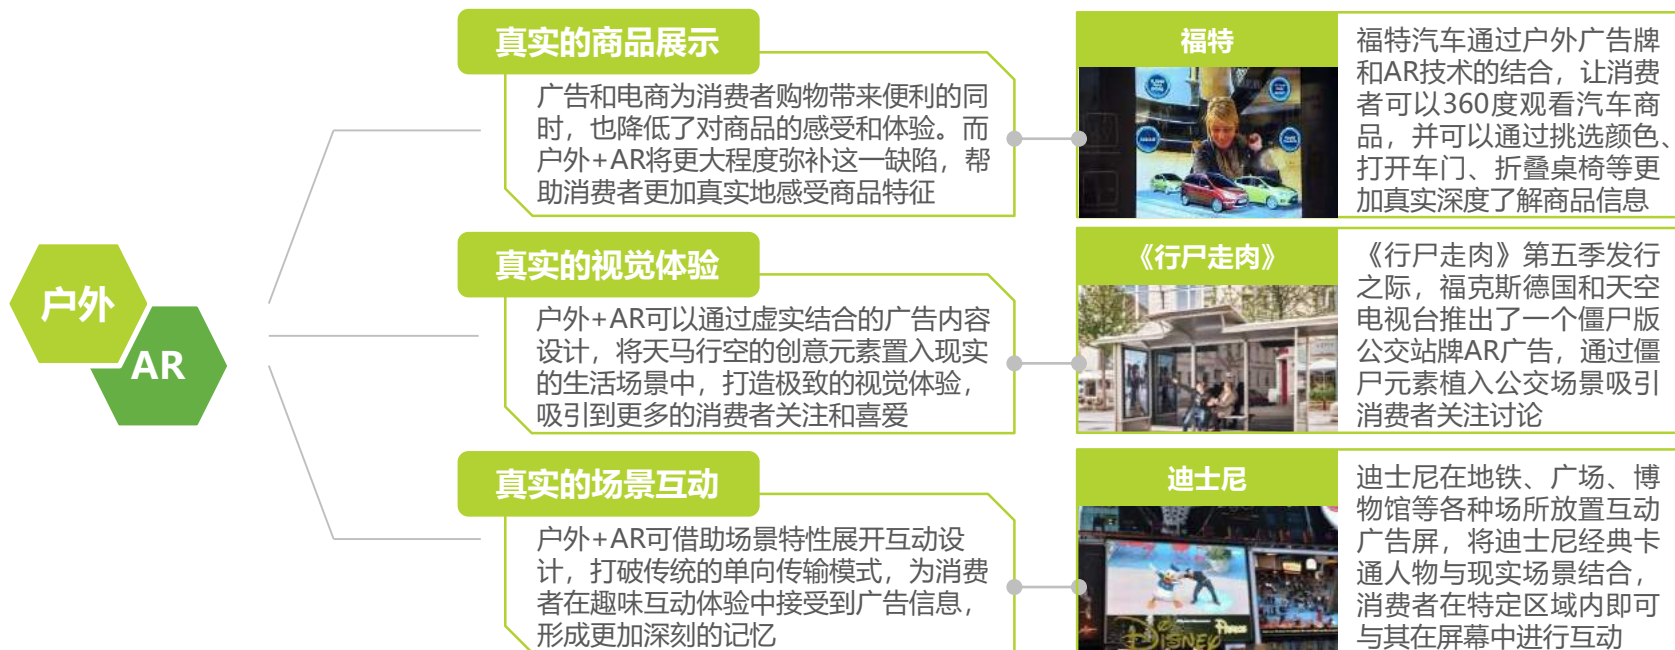 户外
AR
真实的商品展示
广告和电商为消费者购物带来便利的同
时，也降低了对商品的感受和体验。而
户外+AR将更大程度弥补这一缺陷，帮
助消费者更加真实地感受商品特征
福特
福特汽车通过户外广告牌
和AR技术的结合，让消费
者可以360度观看汽车商
品，并可以通过挑选颜色、
打开车门、折叠桌椅等更
加真实深度了解商品信息
真实的视觉体验
户外+AR可以通过虚实结合的广告内容
设计，将天马行空的创意元素置入现实
的生活场景中，打造极致的视觉体验，
吸引到更多的消费者关注和喜爱
《行尸走肉》
《行尸走肉》第五季发行
之际，福克斯德国和天空
电视台推出了一个僵尸版
公交站牌AR广告，通过僵
尸元素植入公交场景吸引
消费者关注讨论
真实的场景互动
户外+AR可借助场景特性展开互动设
计，打破传统的单向传输模式，为消费
者在趣味互动体验中接受到广告信息，
形成更加深刻的记忆
迪士尼
DISNEY
Parks
迪士尼在地铁、广场、博
物馆等各种场所放置互动
广告屏，将迪士尼经典卡
通人物与现实场景结合，
消费者在特定区域内即可
与其在屏幕中进行互动